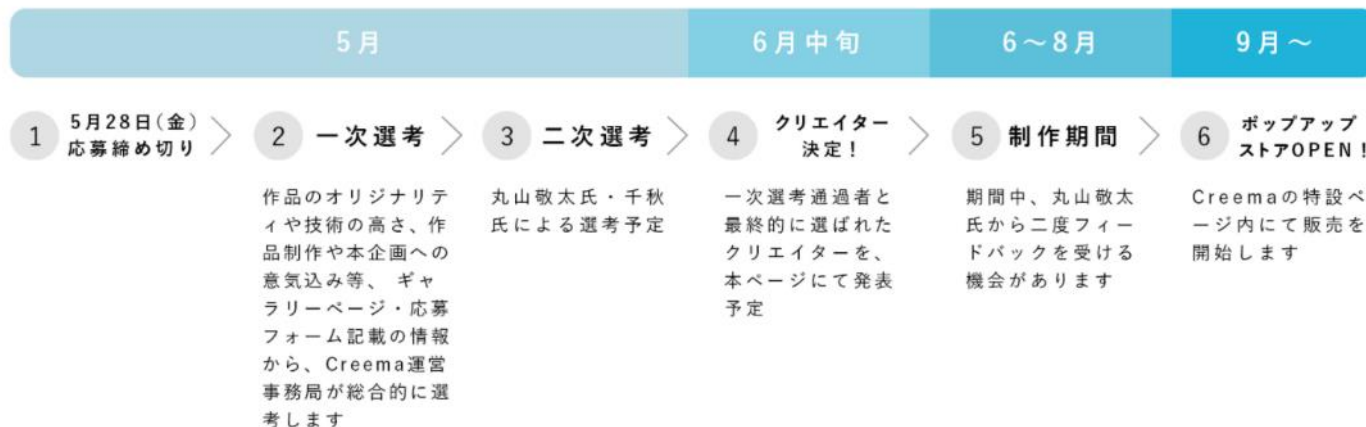 5月
6月中旬
6～8月
9月～
1
5月28日(金)
応募締め切り
2
一次選考
作品のオリジナリテ
ィや技術の高さ、作
品制作や本企画への
意気込み等、 ギャ
ラリーページ・応募
フォーム記載の情報
から、Creema運営
事務局が総合的に選
考します
3
二次選考
丸山敬太氏・千秋
氏による選考予定
4
クリエイター
決定！
一次選考通過者と
最終的に選ばれた
クリエイターを、
本ページにて発表
予定
5
制作期間
期間中、丸山敬太
氏から二度フィー
ドバックを受ける
機会があります
6
ポップアップ
ストアOPEN！
Creemaの特設ペ
ージ内にて販売を
開始します